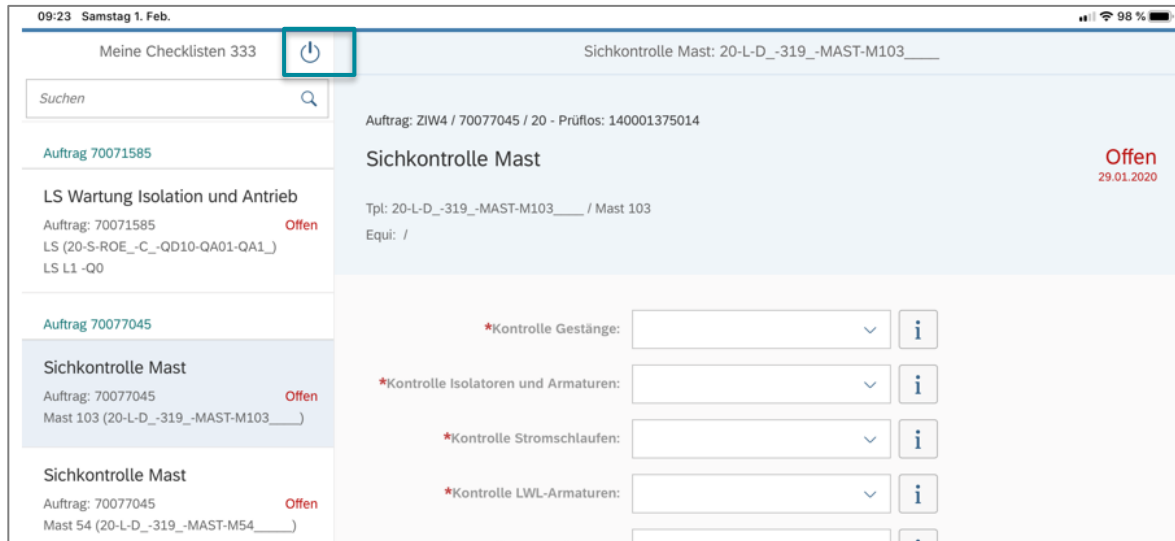 09:23 Samstag 1. Feb.
98 %
Meine Checklisten 333
Sichkontrolle Mast: 20-L-D_-319_-MAST-M103____
Suchen
Auftrag 70071585
LS Wartung Isolation und Antrieb
Auftrag: 70071585 Offen
LS (20-S-ROE_-C_-QD10-QA01-QA1_)
LS L1 -Q0
Auftrag 70077045
Sichkontrolle Mast
Auftrag: 70077045 Offen
Mast 103 (20-L-D_-319_-MAST-M103____)
Sichkontrolle Mast
Auftrag: 70077045 Offen
Mast 54 (20-L-D_-319_-MAST-M54_____)
Auftrag: ZIW4 / 70077045 / 20 - Prüflos: 140001375014
Sichkontrolle Mast
Offen
29.01.2020
Tpl: 20-L-D_-319_-MAST-M103____ / Mast 103
Equi: /
*Kontrolle Gestänge: i
*Kontrolle Isolatoren und Armaturen: i
*Kontrolle Stromschlaufen: i
*Kontrolle LWL-Armaturen: i